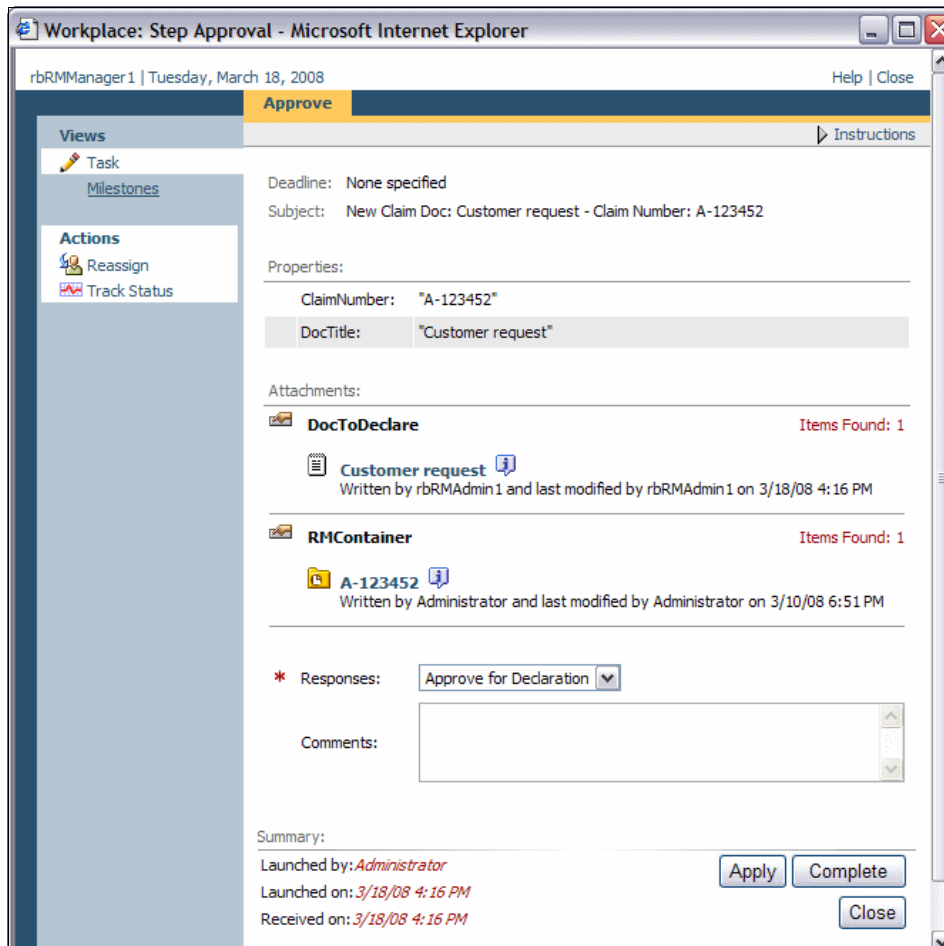 Workplace: Step Approval - Microsoft Internet Explorer
rbRMManager1 | Tuesday, March 18, 2008 Help | Close
Approve
Views Instructions
Task
Milestones
Deadline: None specified
Subject: New Claim Doc: Customer request - Claim Number: A-123452
Actions
Reassign
Track Status
Properties:
ClaimNumber: "A-123452"
DocTitle: "Customer request"
Attachments:
DocToDeclare Items Found: 1
Customer request
Written by rbRMAdmin1 and last modified by rbRMAdmin1 on 3/18/08 4:16 PM
RMContainer Items Found: 1
A-123452
Written by Administrator and last modified by Administrator on 3/10/08 6:51 PM
* Responses: Approve for Declaration
Comments:
Summary:
Launched by: Administrator
Launched on: 3/18/08 4:16 PM
Received on: 3/18/08 4:16 PM
Apply Complete
Close